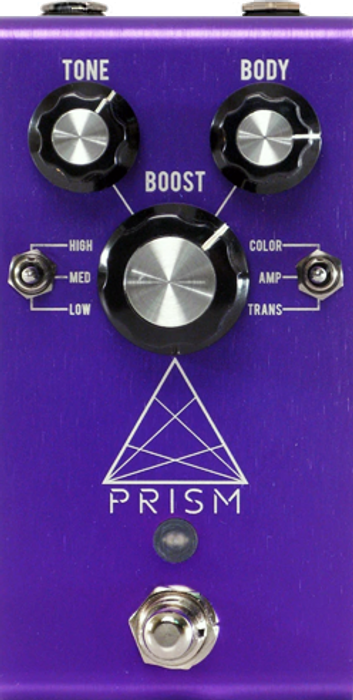 TONE BODY
BOOST
HIGH COLOR
MED AMP
LOW TRANS
PRISM